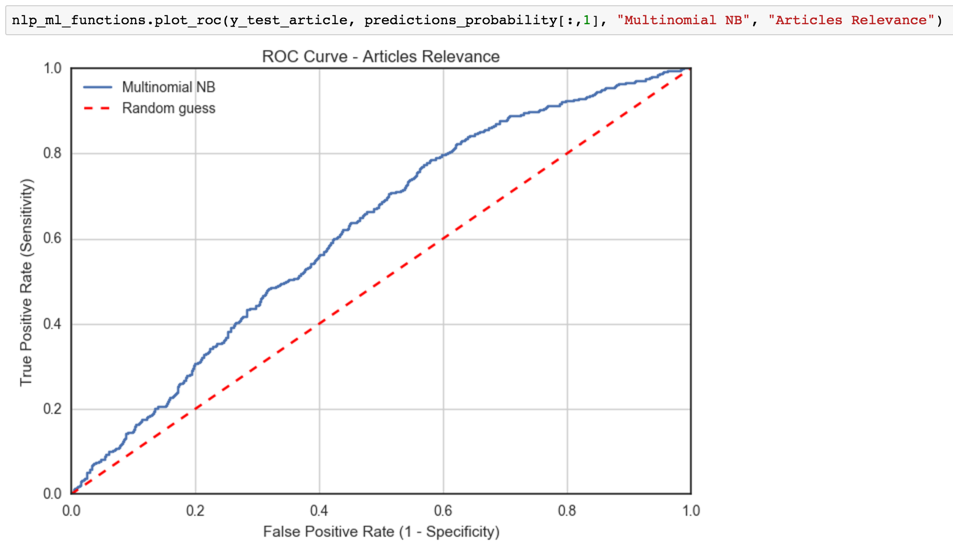 nlp_ml_functions.plot_roc(y_test_article, predictions_probability[:,1], "Multinomial NB", "Articles Relevance")
ROC Curve - Articles Relevance
Multinomial NB
Random guess
1.0
0.8
0.6
0.4
0.2
0.0
True Positive Rate (Sensitivity)
0.0 0.2 0.4 0.6 0.8 1.0
False Positive Rate (1 - Specificity)